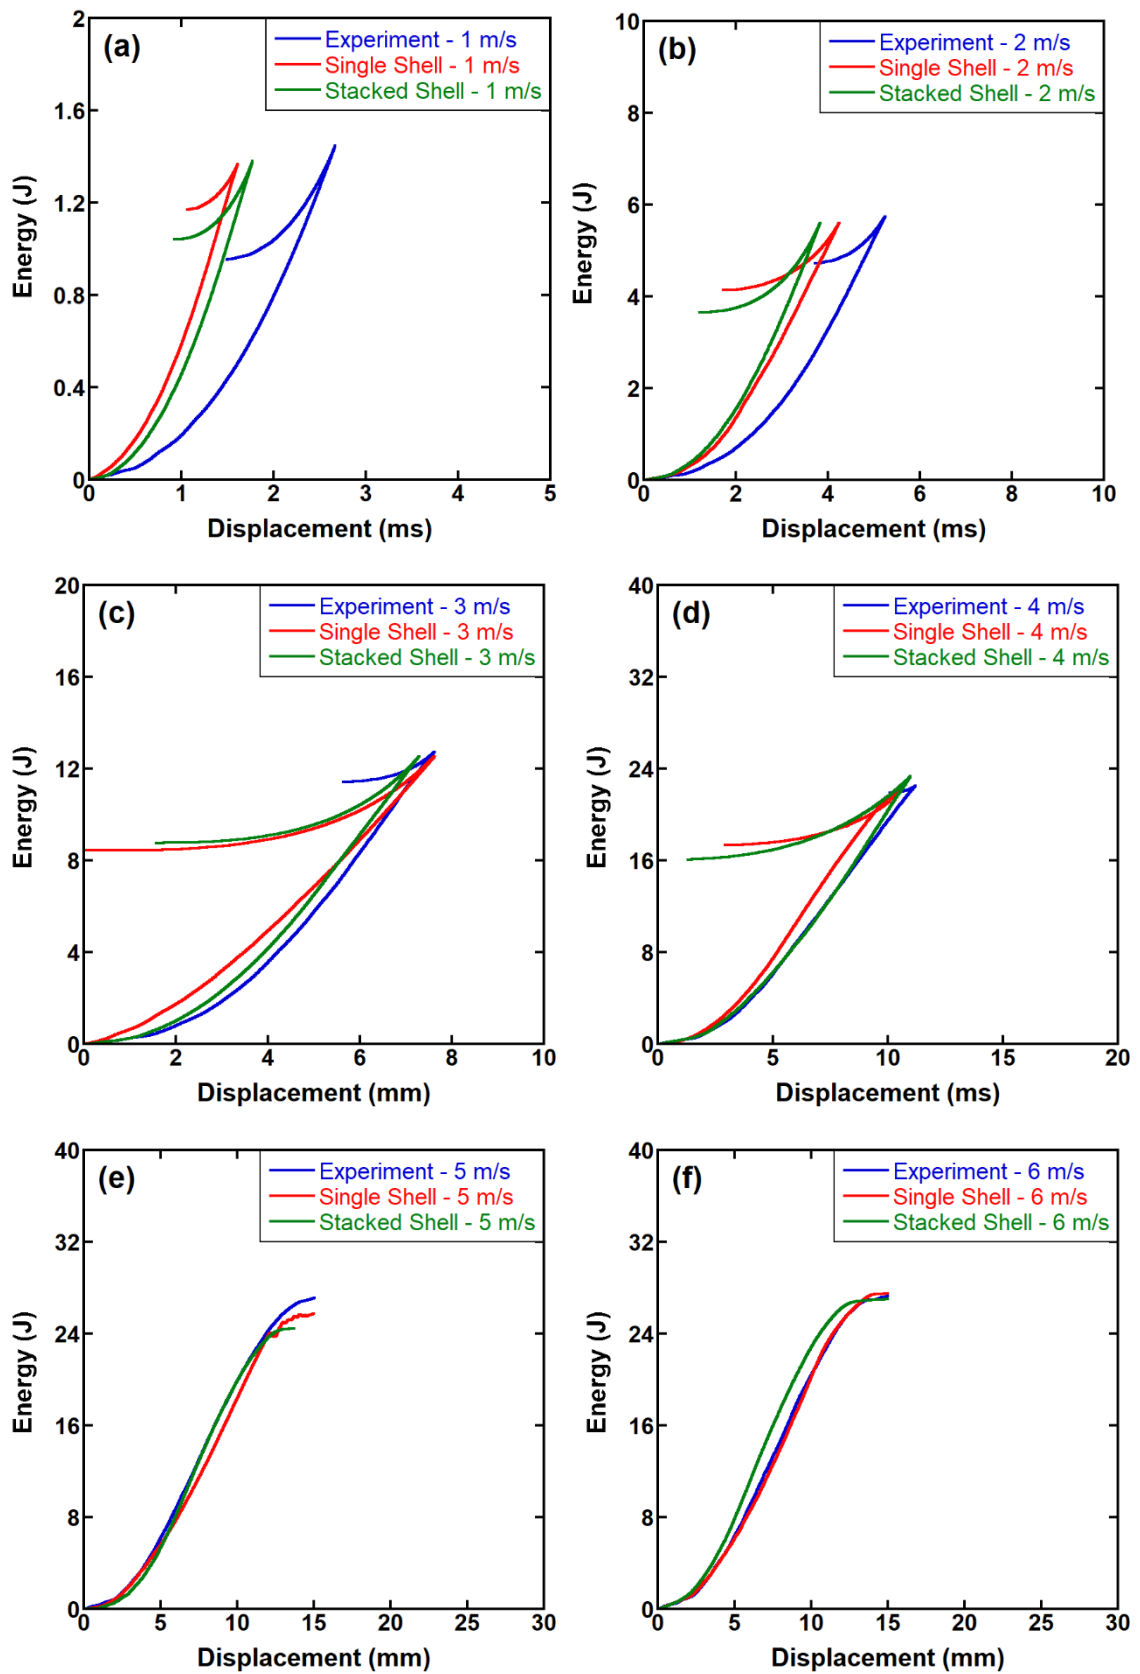 (a)
Experiment - 1 m/s
Single Shell - 1 m/s
Stacked Shell - 1 m/s
2
1.6
1.2
0.8
0.4
0
Energy (J)
0 1 2 3 4 5
Displacement (ms)
(b)
Experiment - 2 m/s
Single Shell - 2 m/s
Stacked Shell - 2 m/s
10
8
6
4
2
0
Energy (J)
0 2 4 6 8 10
Displacement (ms)
(c)
Experiment - 3 m/s
Single Shell - 3 m/s
Stacked Shell - 3 m/s
20
16
12
8
4
0
Energy (J)
0 2 4 6 8 10
Displacement (mm)
(d)
Experiment - 4 m/s
Single Shell - 4 m/s
Stacked Shell - 4 m/s
40
32
24
16
8
0
Energy (J)
0 5 10 15 20
Displacement (ms)
(e)
Experiment - 5 m/s
Single Shell - 5 m/s
Stacked Shell - 5 m/s
40
32
24
16
8
0
Energy (J)
0 5 10 15 20 25 30
Displacement (mm)
(f)
Experiment - 6 m/s
Single Shell - 6 m/s
Stacked Shell - 6 m/s
40
32
24
16
8
0
Energy (J)
0 5 10 15 20 25 30
Displacement (mm)